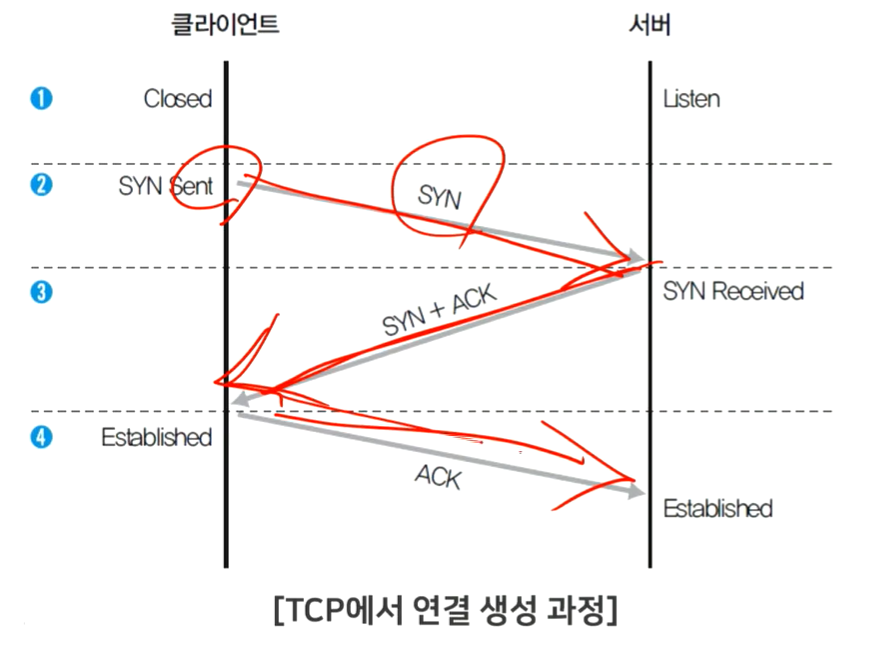 클라이언트 서버
1 Closed Listen
2 SYN Sent SYN
3 SYN Received
SYN + ACK
4 Established
ACK
Established
[TCP에서 연결 생성 과정]